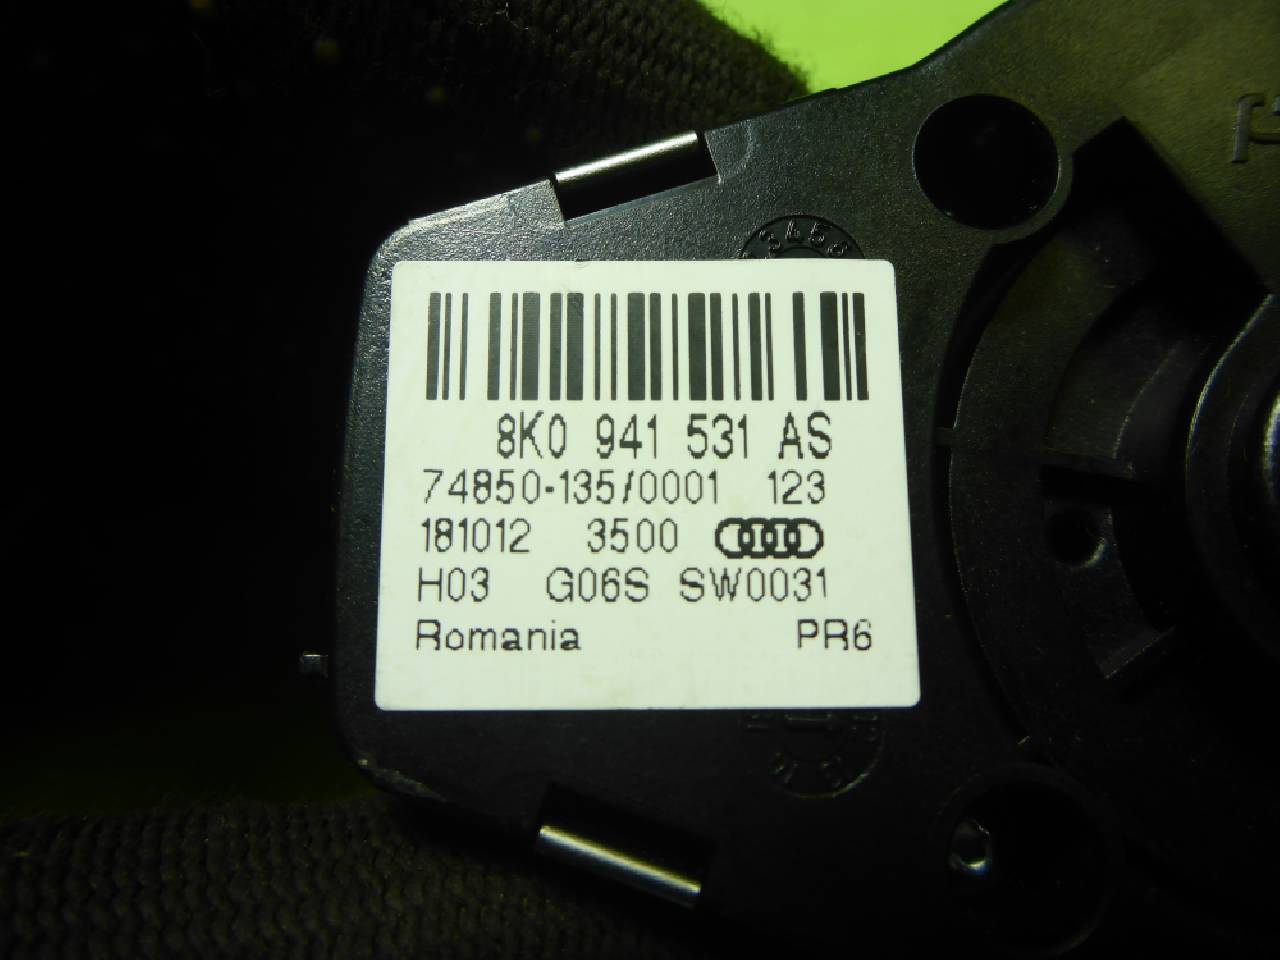 8K0 941 531 AS
74850-135/0001 123
181012 3500
H03 G06S SW0031
Romania PR6